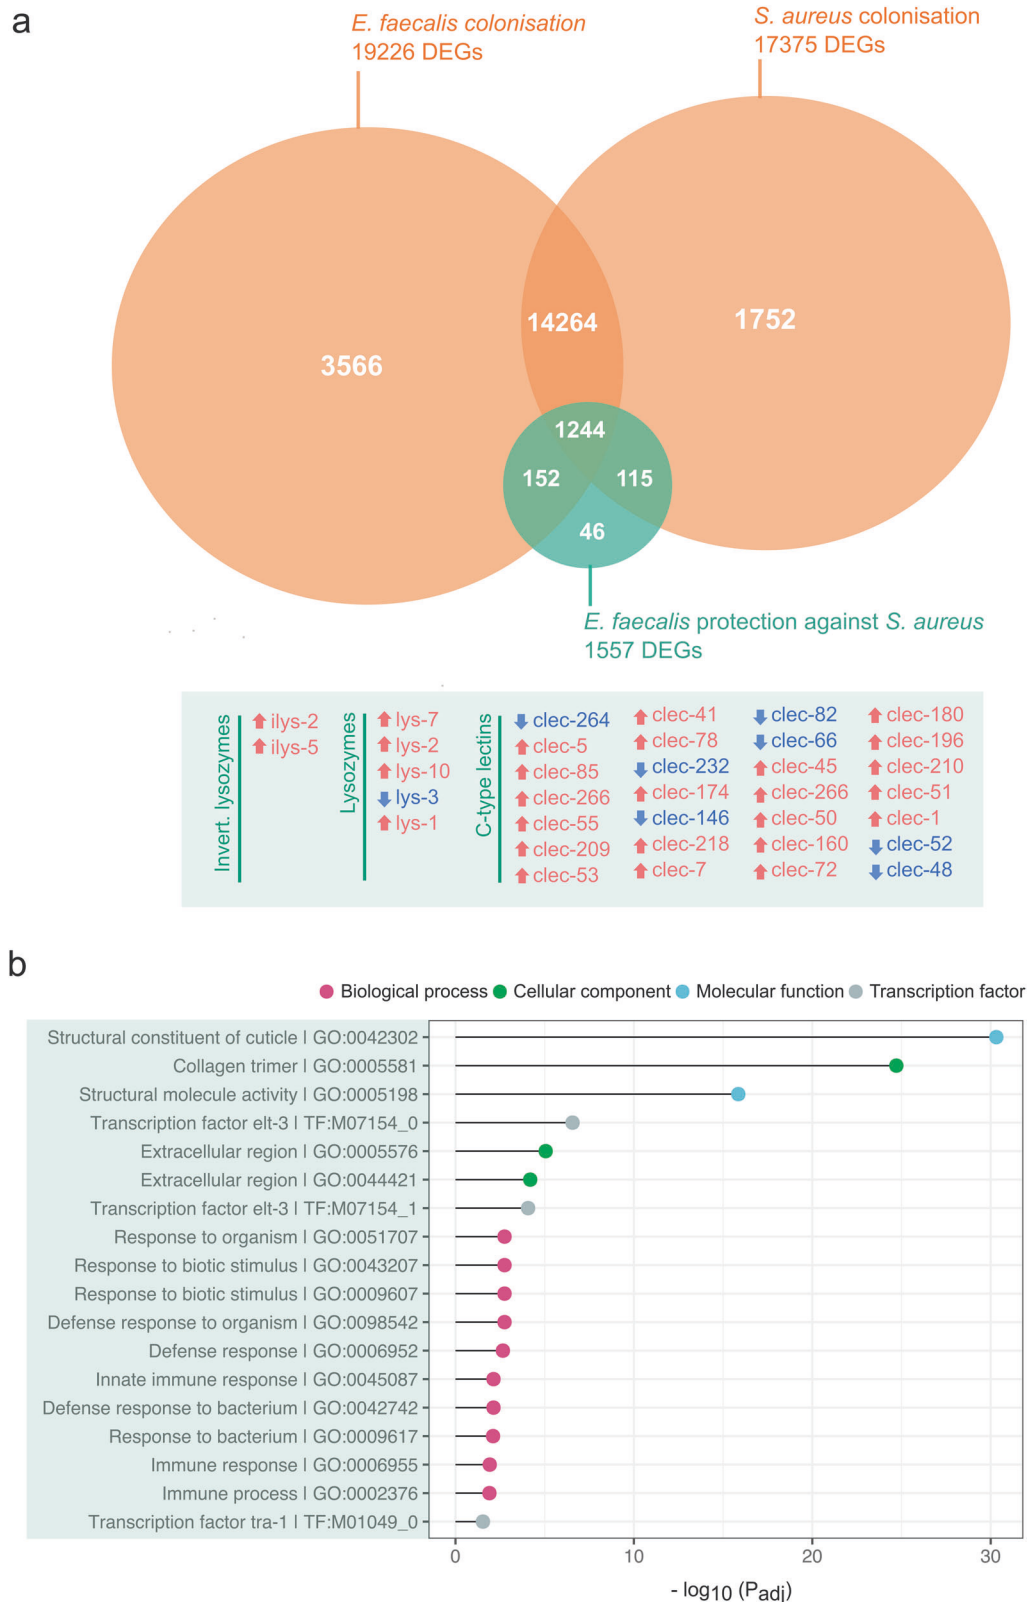 a
E. faecalis colonisation
19226 DEGs
S. aureus colonisation
17375 DEGs
14264
1752
3566
1244
152
115
46
E. faecalis protection against S. aureus
1557 DEGs
Invert. lysozymes
ilys-2
ilys-5
Lysozymes
lys-7
lys-2
lys-10
lys-3
lys-1
C-type lectins
clec-264
clec-5
clec-85
clec-266
clec-55
clec-209
clec-53
clec-41
clec-78
clec-232
clec-174
clec-146
clec-218
clec-7
clec-82
clec-66
clec-45
clec-266
clec-50
clec-160
clec-72
clec-180
clec-196
clec-210
clec-51
clec-1
clec-52
clec-48
b
Biological process Cellular component Molecular function Transcription factor
Structural constituent of cuticle | GO:0042302
Collagen trimer | GO:0005581
Structural molecule activity | GO:0005198
Transcription factor elt-3 | TF:M07154_0
Extracellular region | GO:0005576
Extracellular region | GO:0044421
Transcription factor elt-3 | TF:M07154_1
Response to organism | GO:0051707
Response to biotic stimulus | GO:0043207
Response to biotic stimulus | GO:0009607
Defense response to organism | GO:0098542
Defense response | GO:0006952
Innate immune response | GO:0045087
Defense response to bacterium | GO:0042742
Response to bacterium | GO:0009617
Immune response | GO:0006955
Immune process | GO:0002376
Transcription factor tra-1 | TF:M01049_0
0 10 20 30
- log10 (Padj)